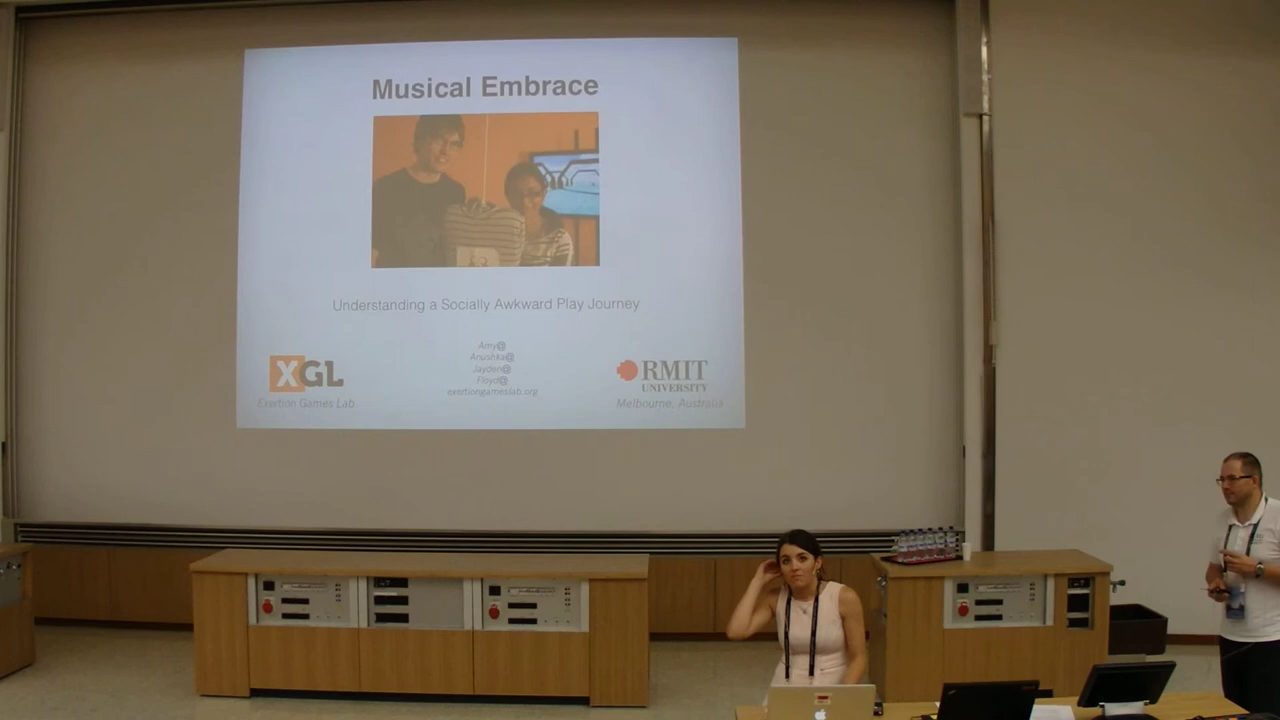 Musical Embrace
Understanding a Socially Awkward Play Journey
Amy@
Anushka@
Jayden@
Floyd@
exertiongameslab.org
XGL
Exertion Games Lab
RMIT
UNIVERSITY
Melbourne, Australia